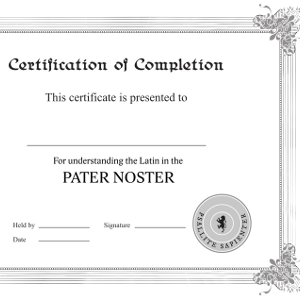 Certification of Completion
This certificate is presented to
For understanding the Latin in the
PATER NOSTER
Held by
Signature
Date
PSALLITE SAPIENTER